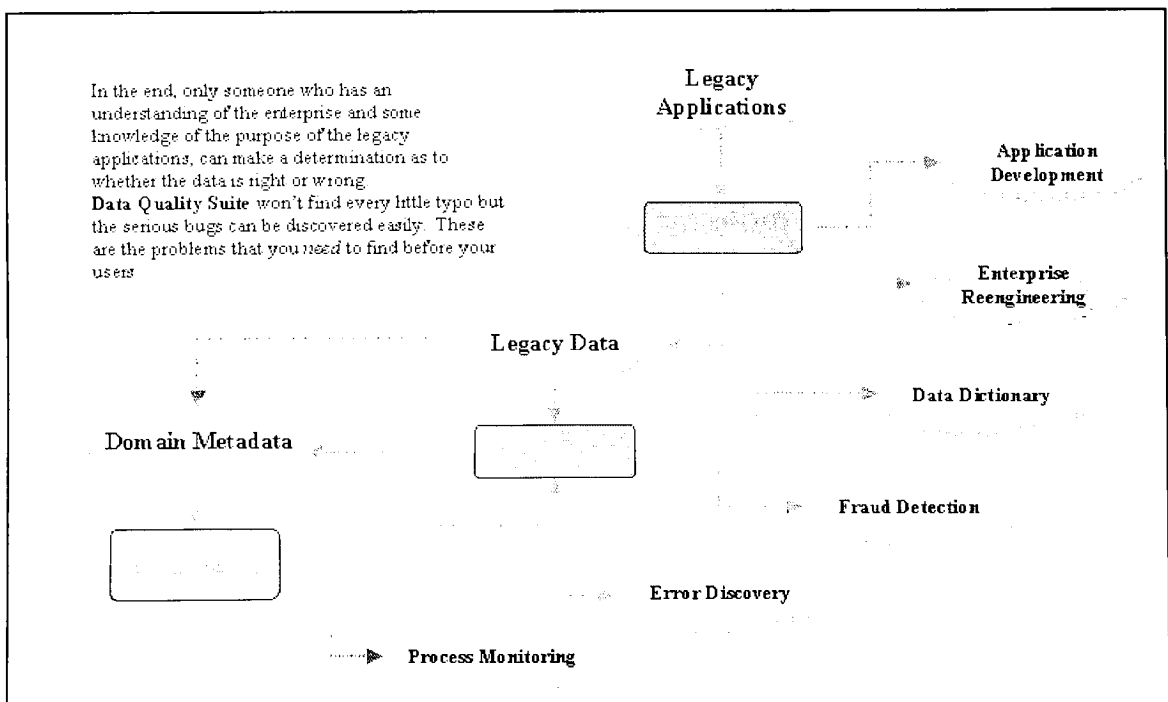 In the end, only someone who has an
understanding of the enterprise and some
knowledge of the purpose of the legacy
applications, can make a determination as to
whether the data is right or wrong.
Data Quality Suite won't find every little typo but
the serious bugs can be discovered easily. These
are the problems that you need to find before your
users
Legacy
Applications
Application
Development
Enterprise
Reengineering
Legacy Data
Data Dictionary
Domain Metadata
Fraud Detection
Error Discovery
Process Monitoring